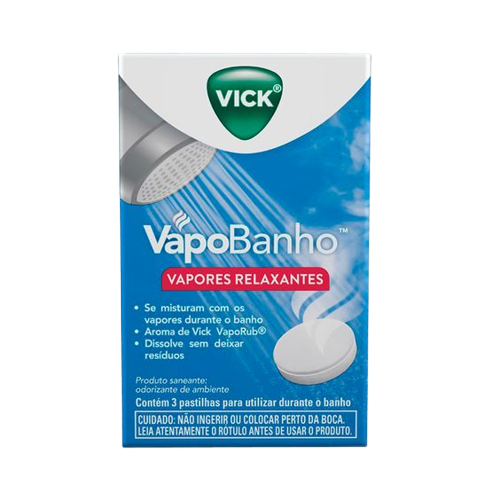 VICK®
VapoBanho™
VAPORES RELAXANTES
• Se misturam com os
vapores durante o banho
• Aroma de Vick VapoRub®
• Dissolve sem deixar
resíduos
Produto saneante:
odorizante de ambiente
Contém 3 pastilhas para utilizar durante o banho
CUIDADO: NÃO INGERIR OU COLOCAR PERTO DA BOCA.
LEIA ATENTAMENTE O RÓTULO ANTES DE USAR O PRODUTO.